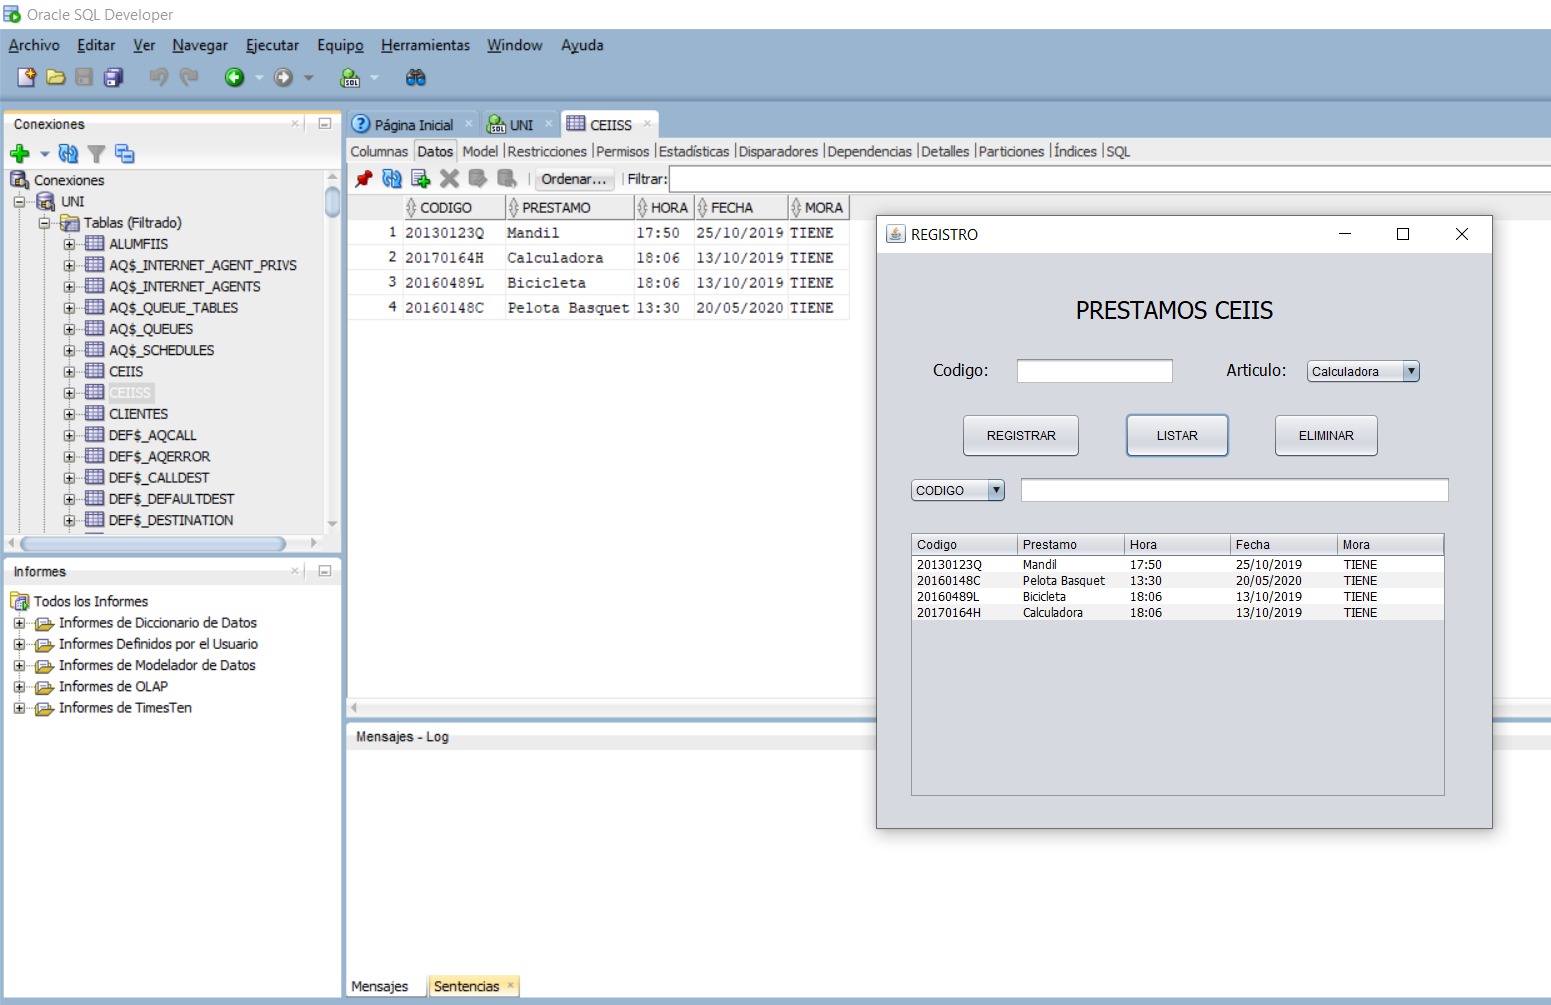 Oracle SQL Developer
Archivo Editar Ver Navegar Ejecutar Equipo Herramientas Window Ayuda
Conexiones
Conexiones
UNI
Tablas (Filtrado)
ALUMFIIS
AQ$_INTERNET_AGENT_PRIVS
AQ$_INTERNET_AGENTS
AQ$_QUEUE_TABLES
AQ$_QUEUES
AQ$_SCHEDULES
CEIIS
CEIISS
CLIENTES
DEF$_AQCALL
DEF$_AQERROR
DEF$_CALLDEST
DEF$_DEFAULTDEST
DEF$_DESTINATION
Informes
Todos los Informes
Informes de Diccionario de Datos
Informes Definidos por el Usuario
Informes de Modelador de Datos
Informes de OLAP
Informes de TimesTen
Página Inicial UNI CEIISS
Columnas Datos Model Restricciones Permisos Estadísticas Disparadores Dependencias Detalles Particiones Índices SQL
Ordenar... Filtrar:
CODIGO PRESTAMO HORA FECHA MORA
1 20130123Q Mandil 17:50 25/10/2019 TIENE
2 20170164H Calculadora 18:06 13/10/2019 TIENE
3 20160489L Bicicleta 18:06 13/10/2019 TIENE
4 20160148C Pelota Basquet 13:30 20/05/2020 TIENE
Mensajes - Log
Mensajes Sentencias
REGISTRO
PRESTAMOS CEIIS
Codigo: Articulo: Calculadora
REGISTRAR LISTAR ELIMINAR
CODIGO
Codigo Prestamo Hora Fecha Mora
20130123Q Mandil 17:50 25/10/2019 TIENE
20160148C Pelota Basquet 13:30 20/05/2020 TIENE
20160489L Bicicleta 18:06 13/10/2019 TIENE
20170164H Calculadora 18:06 13/10/2019 TIENE